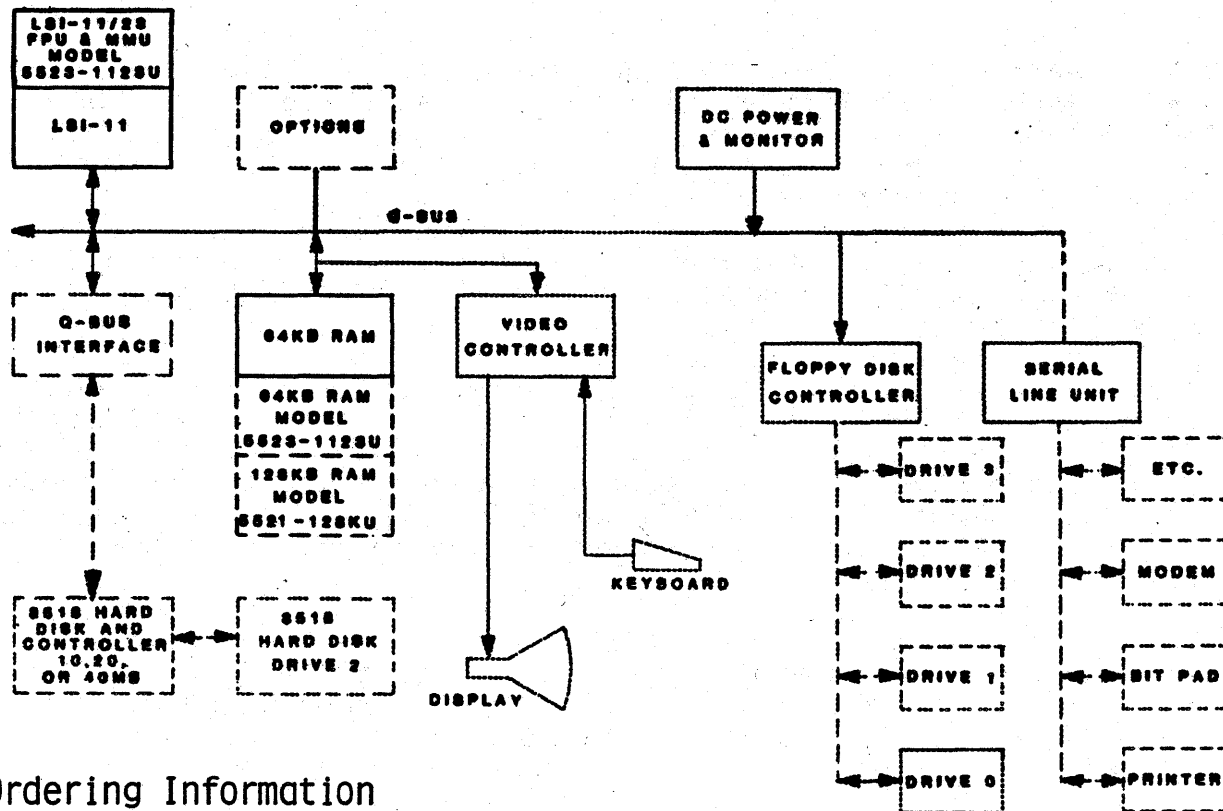 LSI-11/23
FPU & MMU
MODEL
5523-1123U
LSI-11
OPTIONS
DC POWER
& MONITOR
d-BUS
Q-BUS
INTERFACE
64KB RAM
64KB RAM
MODEL
5523-1123U
128KB RAM
MODEL
5521-128KU
VIDEO
CONTROLLER
FLOPPY DISK
CONTROLLER
SERIAL
LINE UNIT
DRIVE 3
ETC.
KEYBOARD
DRIVE 2
MODEM
HARD
DISK AND
CONTROLLER
10,20,
OR 40MB
HARD DISK
DRIVE 2
DISPLAY
DRIVE 1
BIT PAD
DRIVE 0
PRINTER
Ordering Information